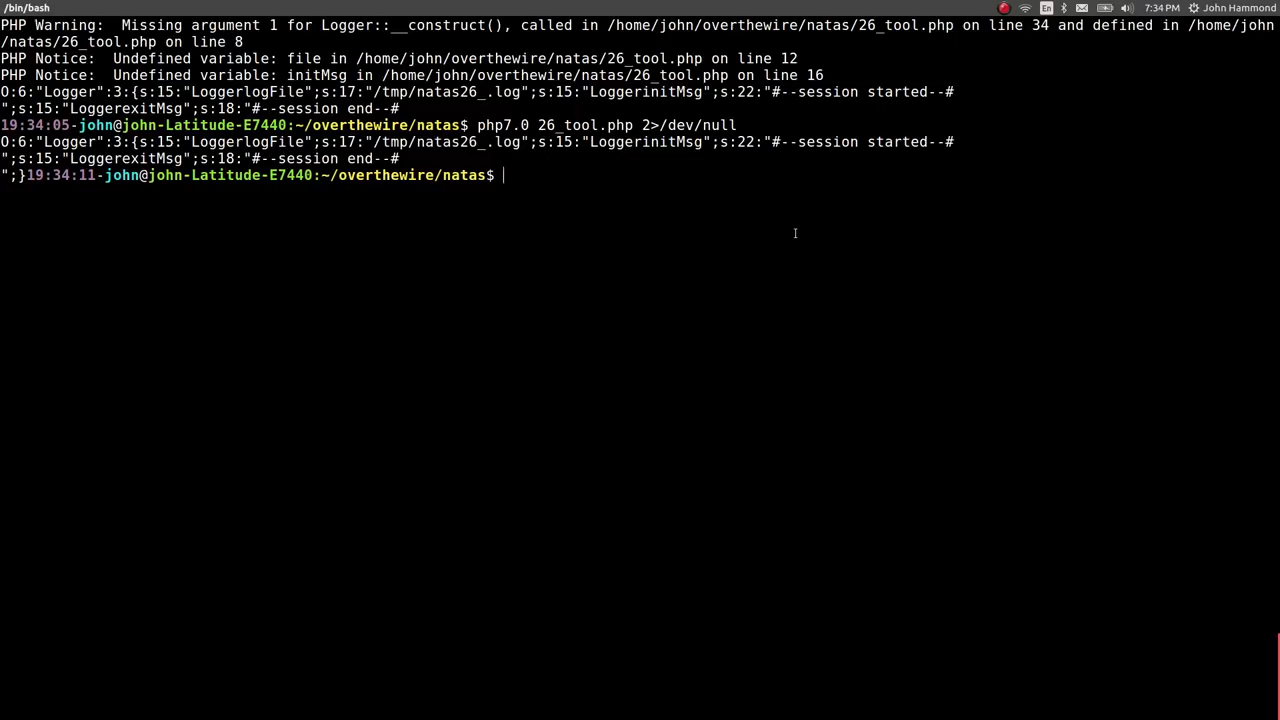 /bin/bash
En
7:34 PM
John Hammond
PHP Warning:  Missing argument 1 for Logger::__construct(), called in /home/john/overthewire/natas/26_tool.php on line 34 and defined in /home/john
/natas/26_tool.php on line 8
PHP Notice:  Undefined variable: file in /home/john/overthewire/natas/26_tool.php on line 12
PHP Notice:  Undefined variable: initMsg in /home/john/overthewire/natas/26_tool.php on line 16
O:6:"Logger":3:{s:15:"LoggerlogFile";s:17:"/tmp/natas26_.log";s:15:"LoggerinitMsg";s:22:"#--session started--#
";s:15:"LoggerexitMsg";s:18:"#--session end--#
19:34:05-john@john-Latitude-E7440:~/overthewire/natas$ php7.0 26_tool.php 2>/dev/null
O:6:"Logger":3:{s:15:"LoggerlogFile";s:17:"/tmp/natas26_.log";s:15:"LoggerinitMsg";s:22:"#--session started--#
";s:15:"LoggerexitMsg";s:18:"#--session end--#
";}19:34:11-john@john-Latitude-E7440:~/overthewire/natas$